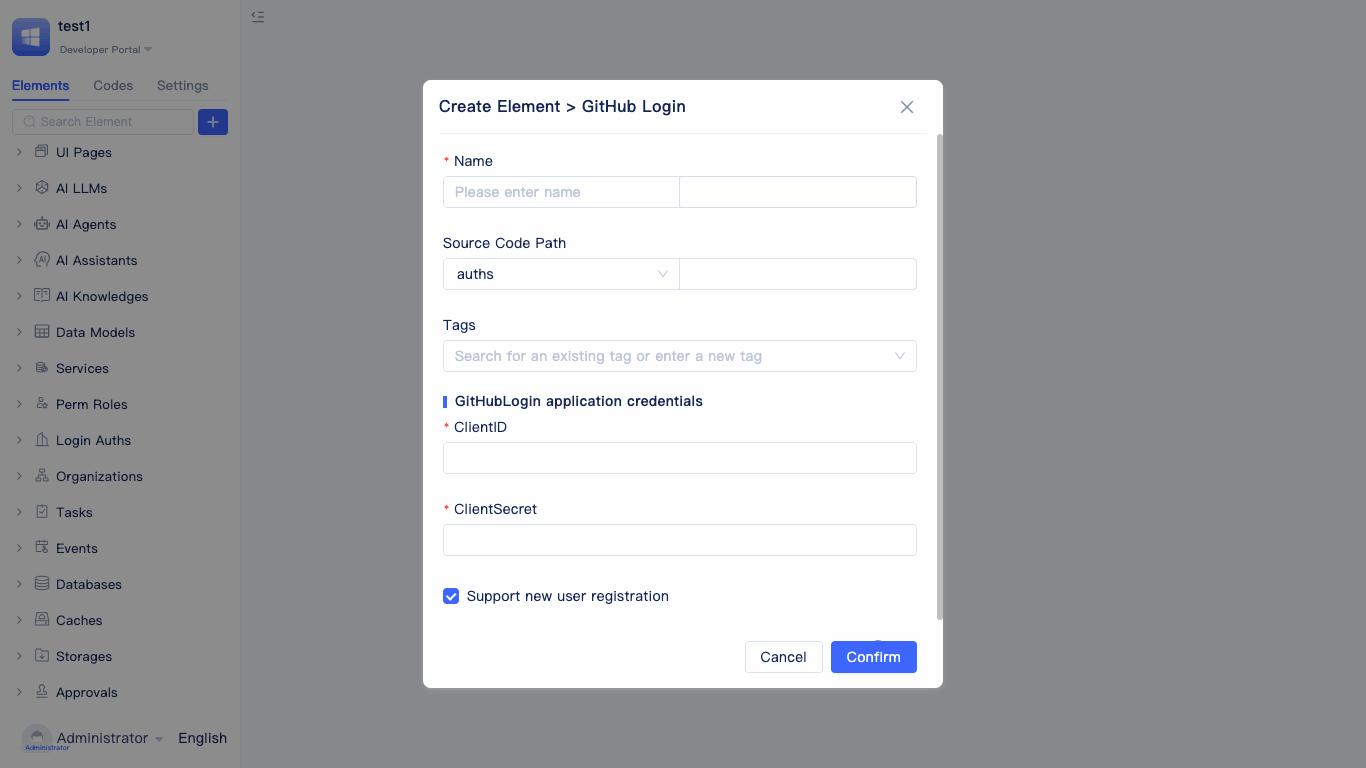 test1
Developer Portal
Elements Codes Settings
Search Element
UI Pages
AI LLMs
AI Agents
AI Assistants
AI Knowledges
Data Models
Services
Perm Roles
Login Auths
Organizations
Tasks
Events
Databases
Caches
Storages
Approvals
Administrator
Administrator English
Create Element > GitHub Login
* Name
Please enter name
Source Code Path
auths
Tags
Search for an existing tag or enter a new tag
GitHubLogin application credentials
* ClientID
* ClientSecret
Support new user registration
Cancel Confirm